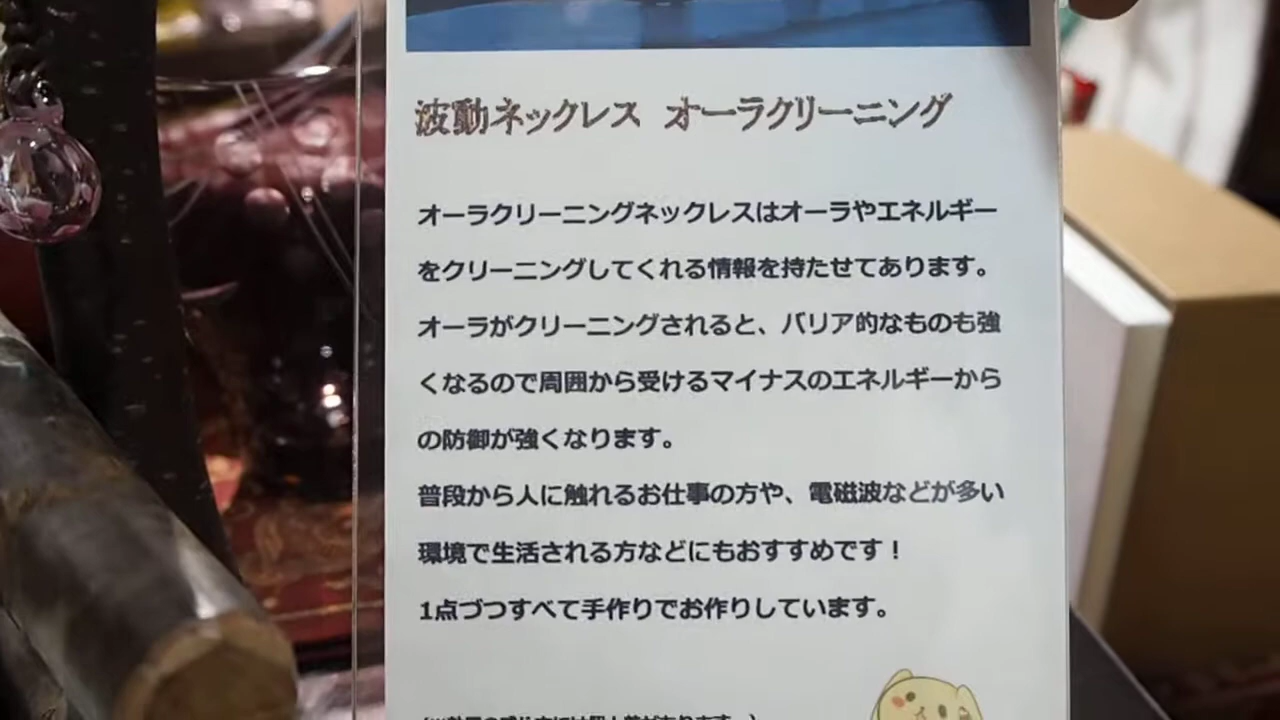 波動ネックレス オーラクリーニング
オーラクリーニングネックレスはオーラやエネルギー
をクリーニングしてくれる情報を持たせてあります。
オーラがクリーニングされると、バリア的なものも強
くなるので周囲から受けるマイナスのエネルギーから
の防御が強くなります。
普段から人に触れるお仕事の方や、電磁波などが多い
環境で生活される方などにもおすすめです！
1点づつすべて手作りでお作りしています。